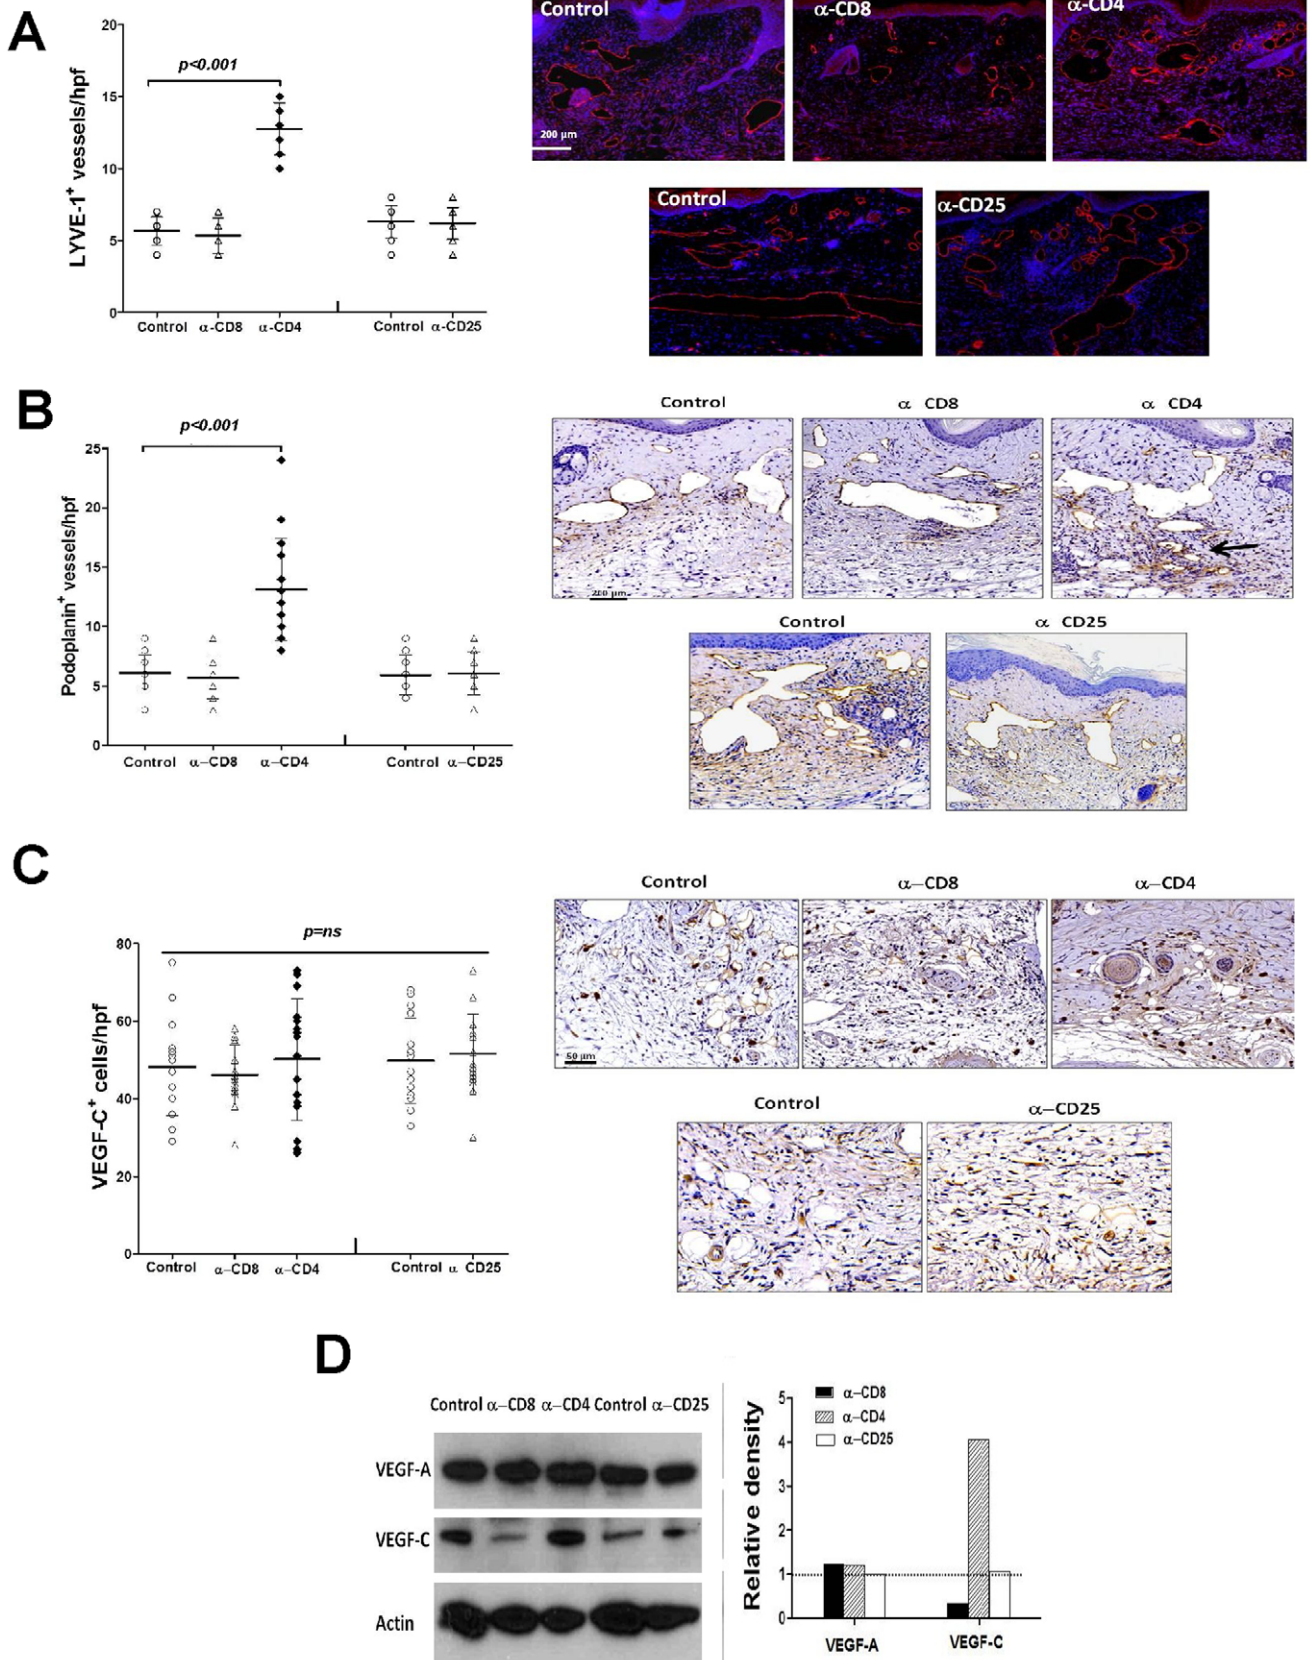 A
LYVE-1+ vessels/hpf
20
15
10
5
0
p<0.001
Control α-CD8 α-CD4
Control α-CD25
Control
200 µm
α-CD8
α-CD4
Control
α-CD25
B
Podoplanin+ vessels/hpf
25
20
15
10
5
0
p<0.001
Control α–CD8 α–CD4
Control α–CD25
Control
α CD8
α CD4
200 µm
Control
α CD25
C
VEGF-C+ cells/hpf
80
60
40
20
0
p=ns
Control α–CD8 α–CD4
Control α CD25
Control
α–CD8
α–CD4
50 µm
Control
α–CD25
D
Control α–CD8 α–CD4 Control α–CD25
VEGF-A
VEGF-C
Actin
Relative density
5
4
3
2
1
0
α–CD8
α–CD4
α–CD25
VEGF-A
VEGF-C